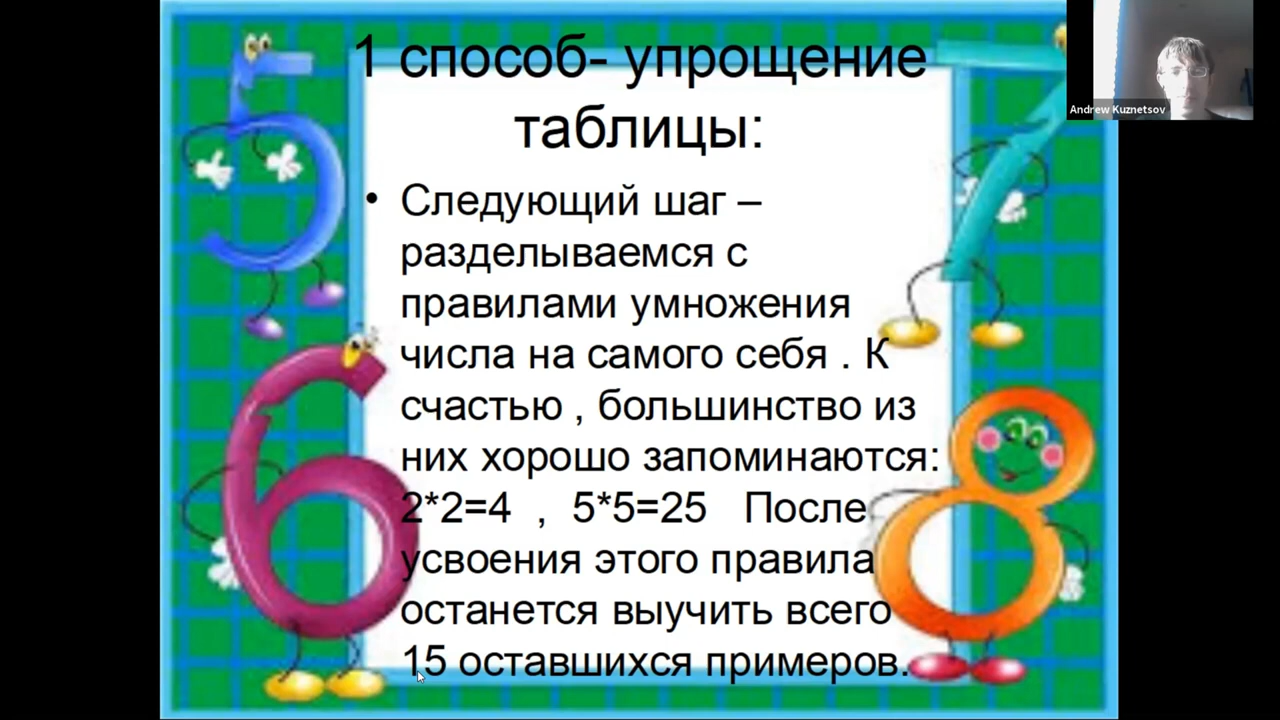 1 способ- упрощение
таблицы:
• Следующий шаг –
разделываемся с
правилами умножения
числа на самого себя . К
счастью , большинство из
них хорошо запоминаются:
2*2=4 , 5*5=25 После
усвоения этого правила
останется выучить всего
15 оставшихся примеров.
Andrew Kuznetsov